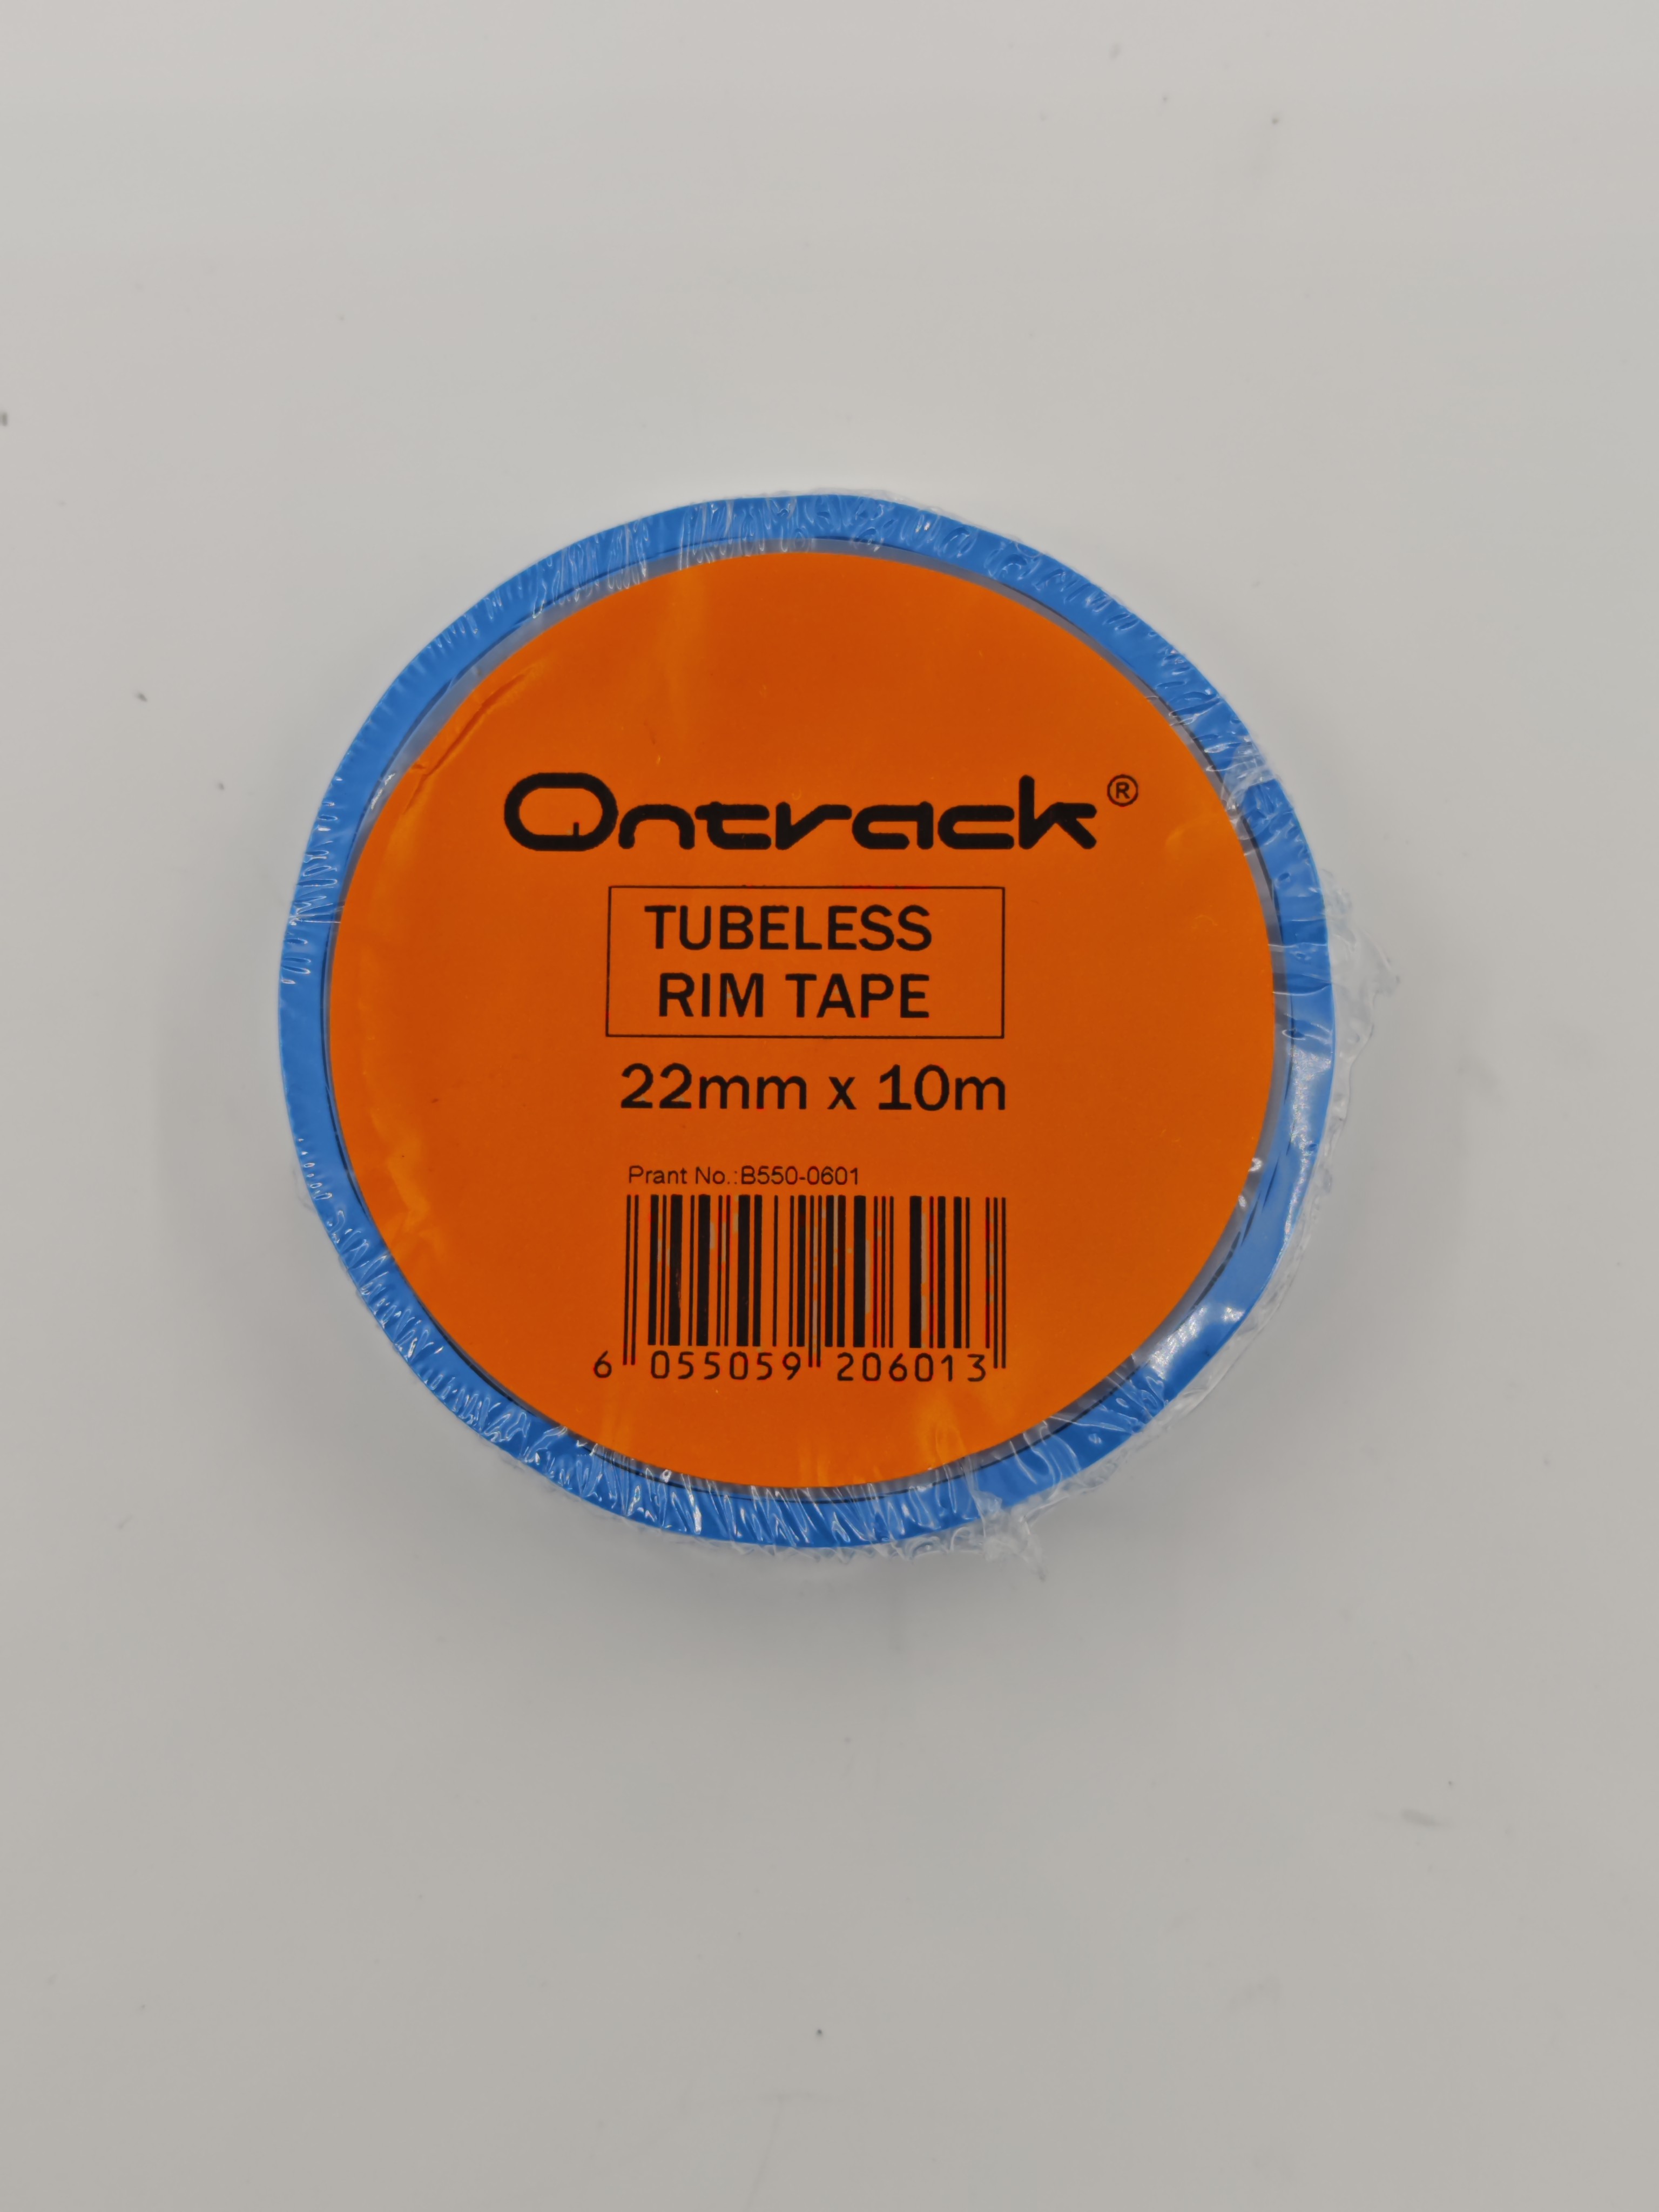 Ontrack®
TUBELESS
RIM TAPE
22mm x 10m
Prant No.:B550-0601
6 055059 206013